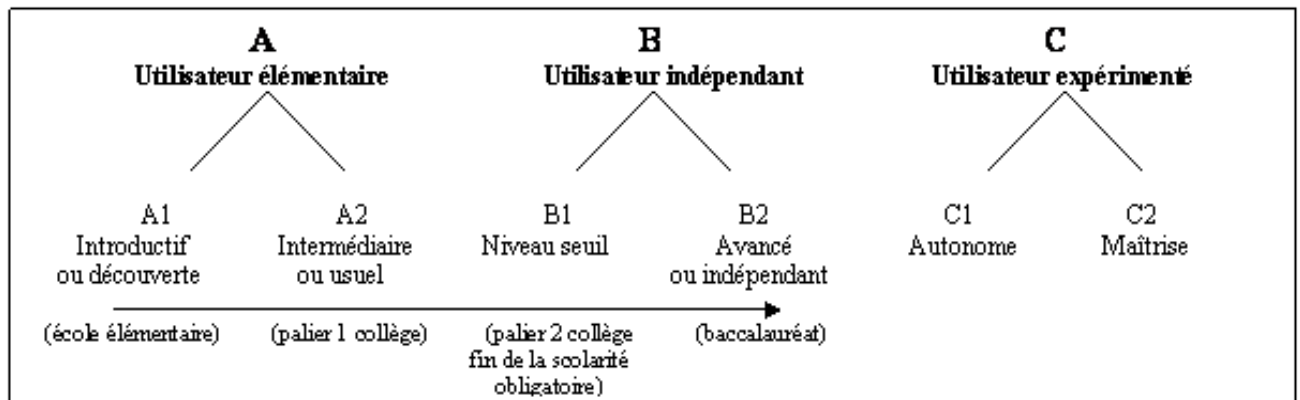 A
Utilisateur élémentaire
B
Utilisateur indépendant
C
Utilisateur expérimenté
A1
Introductif
ou découverte
A2
Intermédiaire
ou usuel
B1
Niveau seuil
B2
Avancé
ou indépendant
C1
Autonome
C2
Maîtrise
(école élémentaire)
(palier 1 collège)
(palier 2 collège
fin de la scolarité
obligatoire)
(baccalauréat)